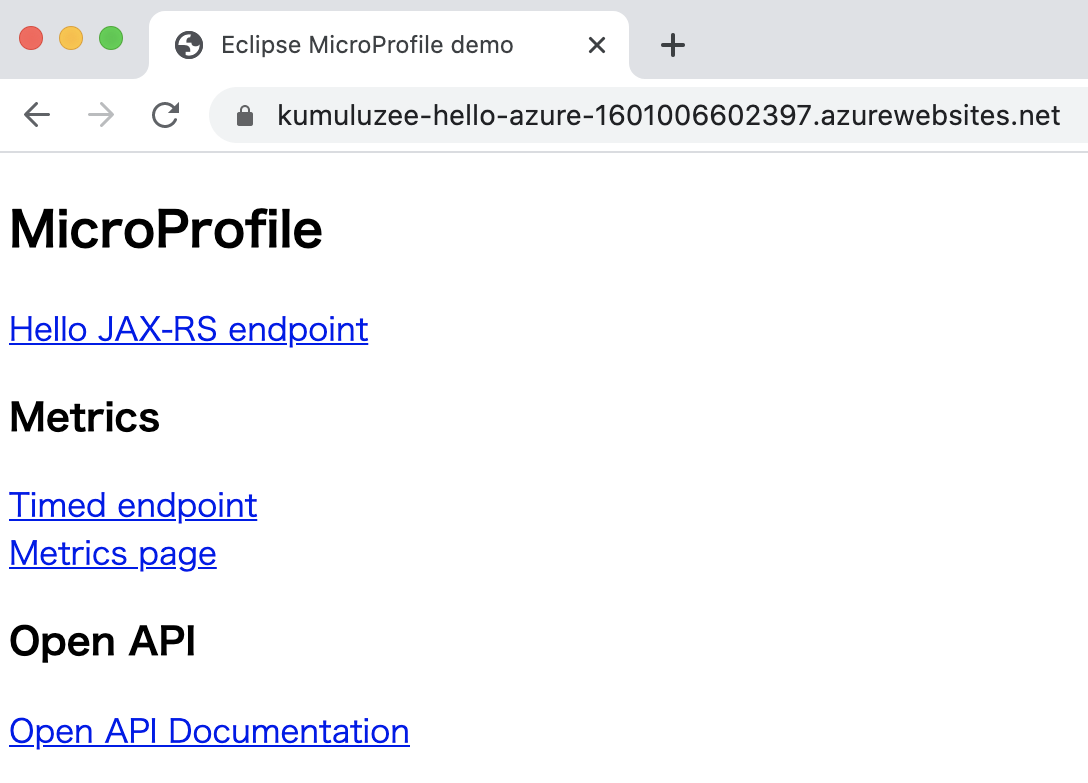 Eclipse MicroProfile demo
kumuluzee-hello-azure-1601006602397.azurewebsites.net
MicroProfile
Hello JAX-RS endpoint
Metrics
Timed endpoint
Metrics page
Open API
Open API Documentation